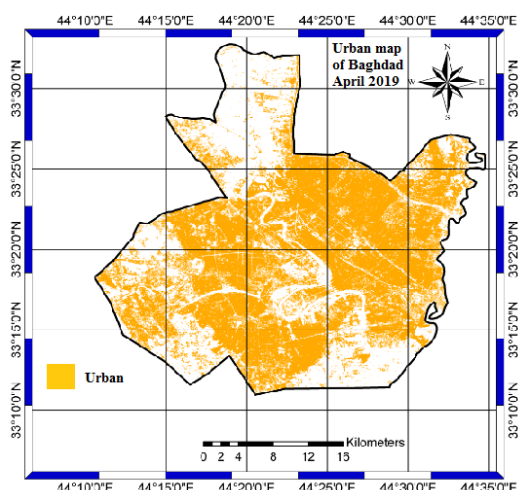 44°10'0"E 44°15'0"E 44°20'0"E 44°25'0"E 44°30'0"E 44°35'0"E
Urban map
of Baghdad
April 2019
N
W E
S
33°30'0"N 33°30'0"N
33°25'0"N 33°25'0"N
33°20'0"N 33°20'0"N
33°15'0"N 33°15'0"N
33°10'0"N 33°10'0"N
Urban
Kilometers
0 2 4 8 12 15
44°10'0"E 44°15'0"E 44°20'0"E 44°25'0"E 44°30'0"E 44°35'0"E